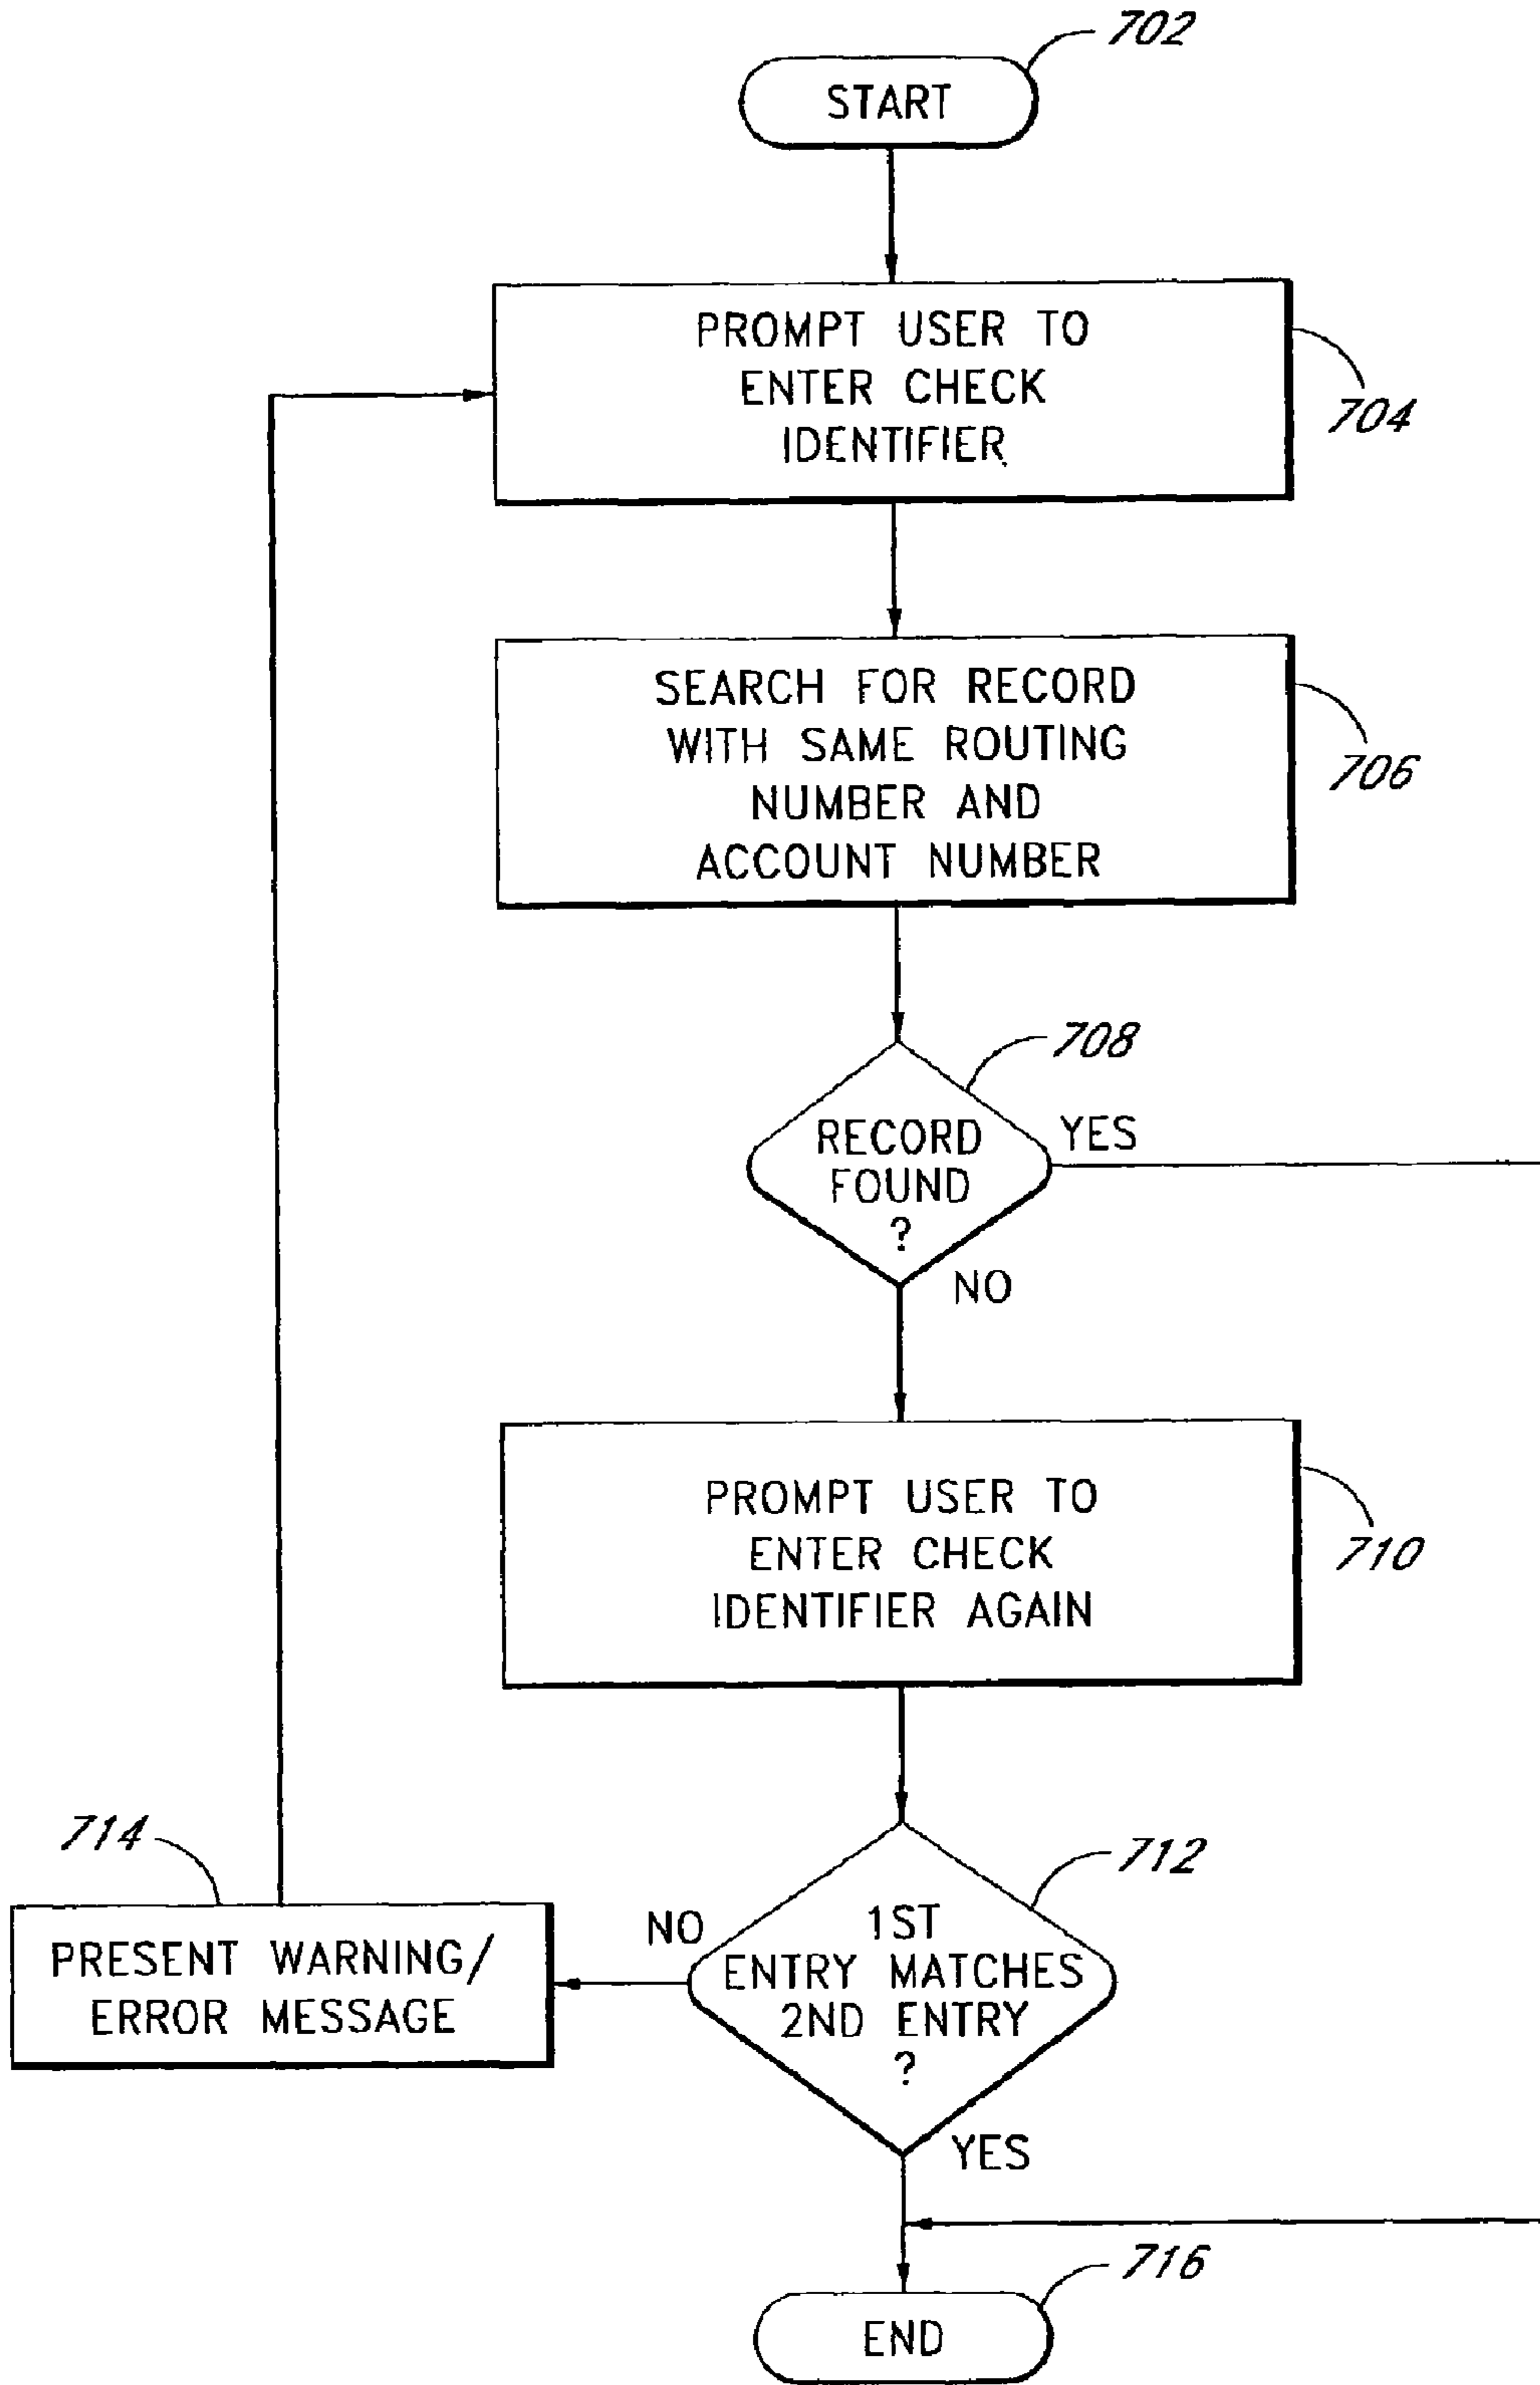 702
START
PROMPT USER TO
ENTER CHECK
IDENTIFIER
704
SEARCH FOR RECORD
WITH SAME ROUTING
NUMBER AND
ACCOUNT NUMBER
706
708
RECORD
FOUND
?
YES
NO
PROMPT USER TO
ENTER CHECK
IDENTIFIER AGAIN
710
714
712
PRESENT WARNING/
ERROR MESSAGE
NO
1ST
ENTRY MATCHES
2ND ENTRY
?
YES
716
END